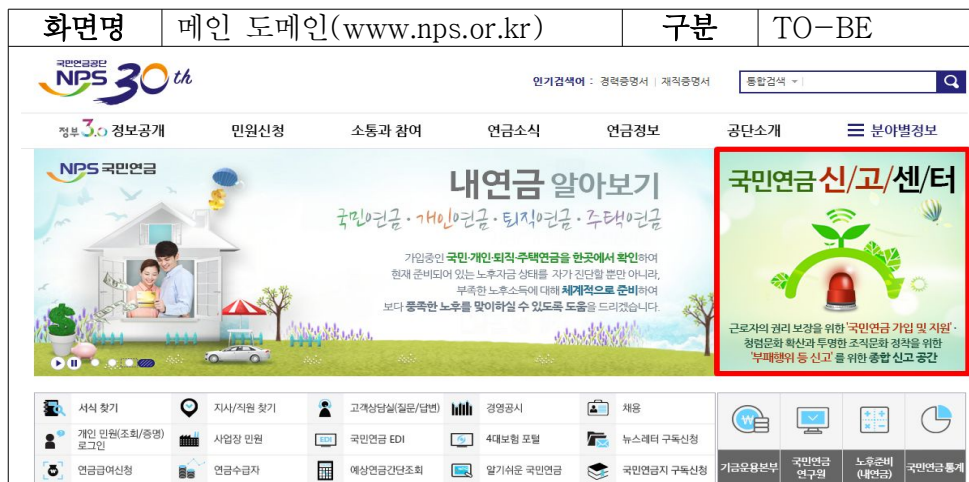 화면명 메인 도메인(www.nps.or.kr) 구분 TO-BE
국민연금공단
NPS 30th
인기검색어 : 경력증명서 | 재직증명서
통합검색
정부3.0 정보공개 민원신청 소통과 참여 연금소식 연금정보 공단소개 분야별정보
NPS 국민연금
내연금 알아보기
국민연금·개인연금·퇴직연금·주택연금
가입중인 국민·개인·퇴직·주택연금을 한곳에서 확인하여
현재 준비되어 있는 노후자금 상태를 자가 진단할 뿐만 아니라,
부족한 노후소득에 대해 체계적으로 준비하여
보다 풍족한 노후를 맞이하실 수 있도록 도움을 드리겠습니다.
국민연금 신/고/센/터
근로자의 권리 보장을 위한 '국민연금 가입 및 지원'·
청렴문화 확산과 투명한 조직문화 정착을 위한
'부패행위 등 신고'를 위한 종합 신고 공간
서식 찾기 지사/직원 찾기 고객상담실(질문/답변) 경영공시 채용
개인 민원(조회/증명)
로그인
사업장 민원 EDI 국민연금 EDI 4대보험 포털 뉴스레터 구독신청
연금급여신청 연금수급자 예상연금간단조회 알기쉬운 국민연금 국민연금지 구독신청
기금운용본부
국민연금
연구원
노후준비
(내연금)
국민연금 통계